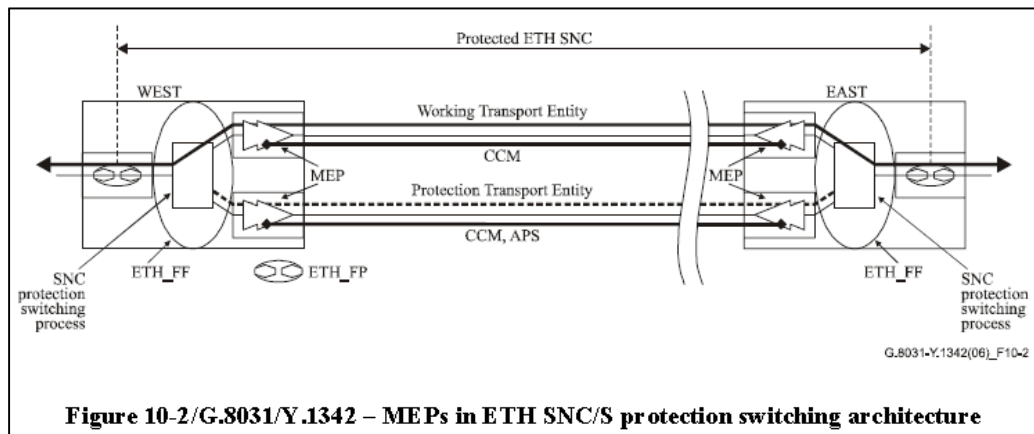 Protected ETH SNC
WEST
EAST
Working Transport Entity
CCM
MEP
MEP
Protection Transport Entity
CCM, APS
ETH_FF
ETH_FP
ETH_FF
SNC
protection
switching
process
SNC
protection
switching
process
G.8031-Y.1342(06)_F10-2
Figure 10-2/G.8031/Y.1342 – MEPs in ETH SNC/S protection switching architecture